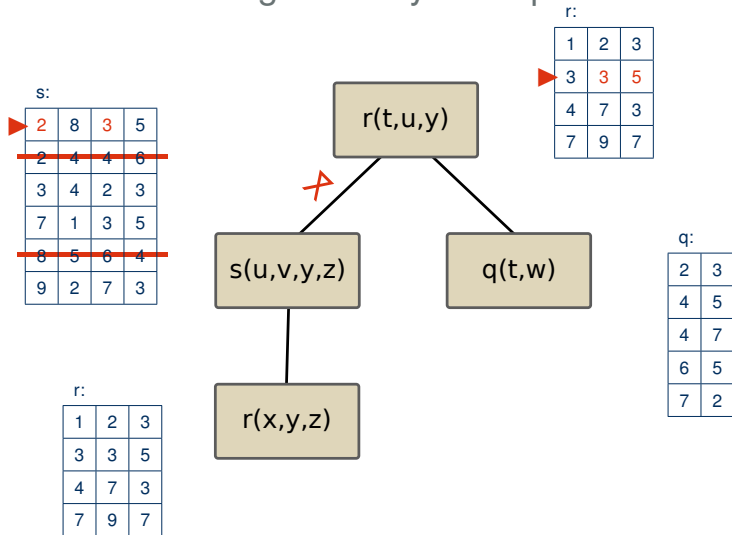 r:
1 2 3
3 3 5
4 7 3
7 9 7
s:
2 8 3 5
2 4 4 6
3 4 2 3
7 1 3 5
8 5 6 4
9 2 7 3
r(t,u,y)
s(u,v,y,z)
q(t,w)
q:
2 3
4 5
4 7
6 5
7 2
r(x,y,z)
r:
1 2 3
3 3 5
4 7 3
7 9 7